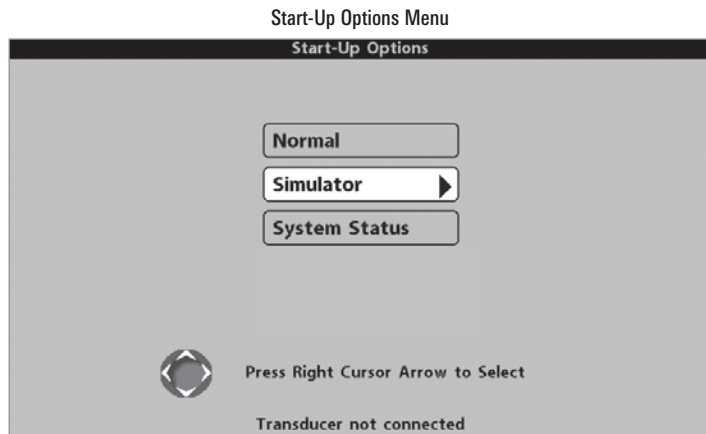 Start-Up Options Menu
Start-Up Options
Normal
Simulator
System Status
Press Right Cursor Arrow to Select
Transducer not connected